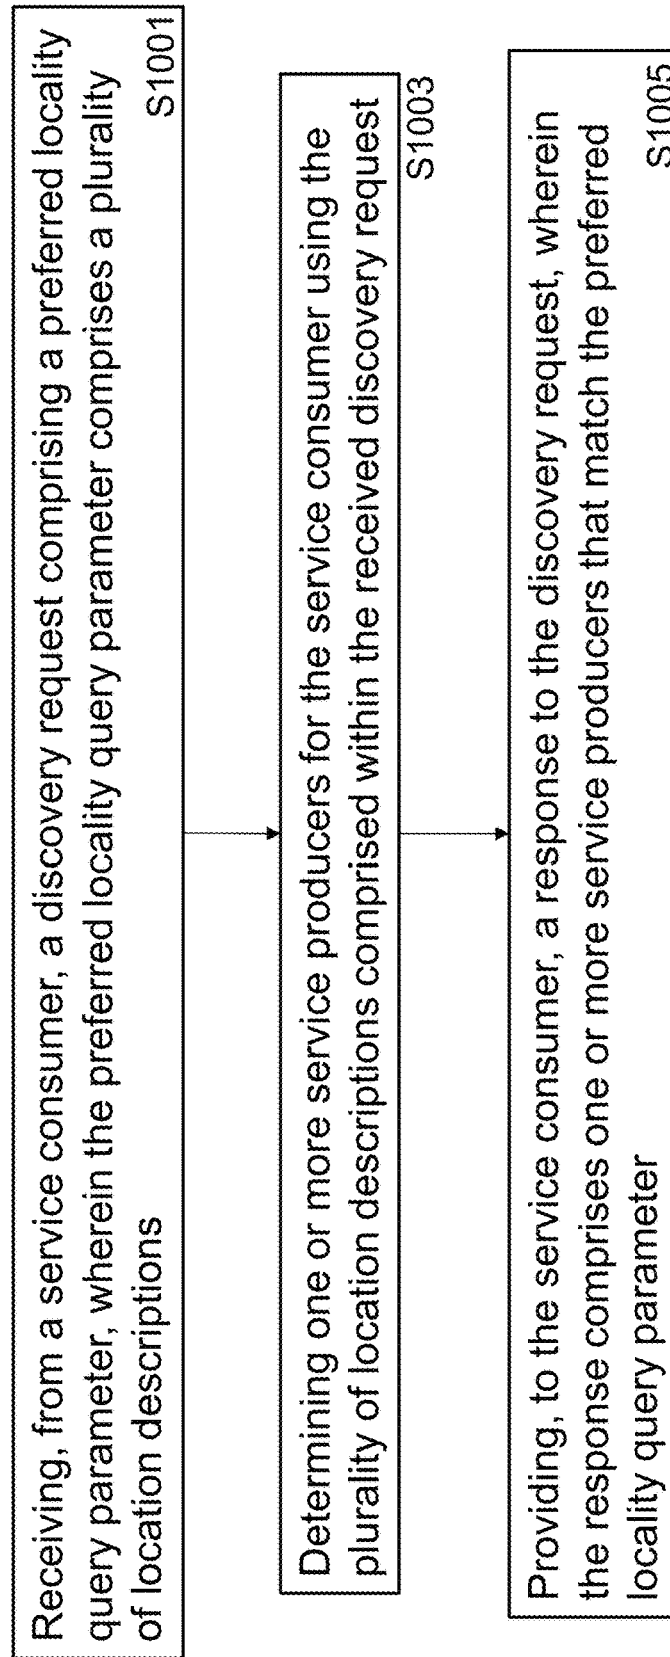 Receiving, from a service consumer, a discovery request comprising a preferred locality
query parameter, wherein the preferred locality query parameter comprises a plurality
of location descriptions
S1001
Determining one or more service producers for the service consumer using the
plurality of location descriptions comprised within the received discovery request
S1003
Providing, to the service consumer, a response to the discovery request, wherein
the response comprises one or more service producers that match the preferred
locality query parameter
S1005